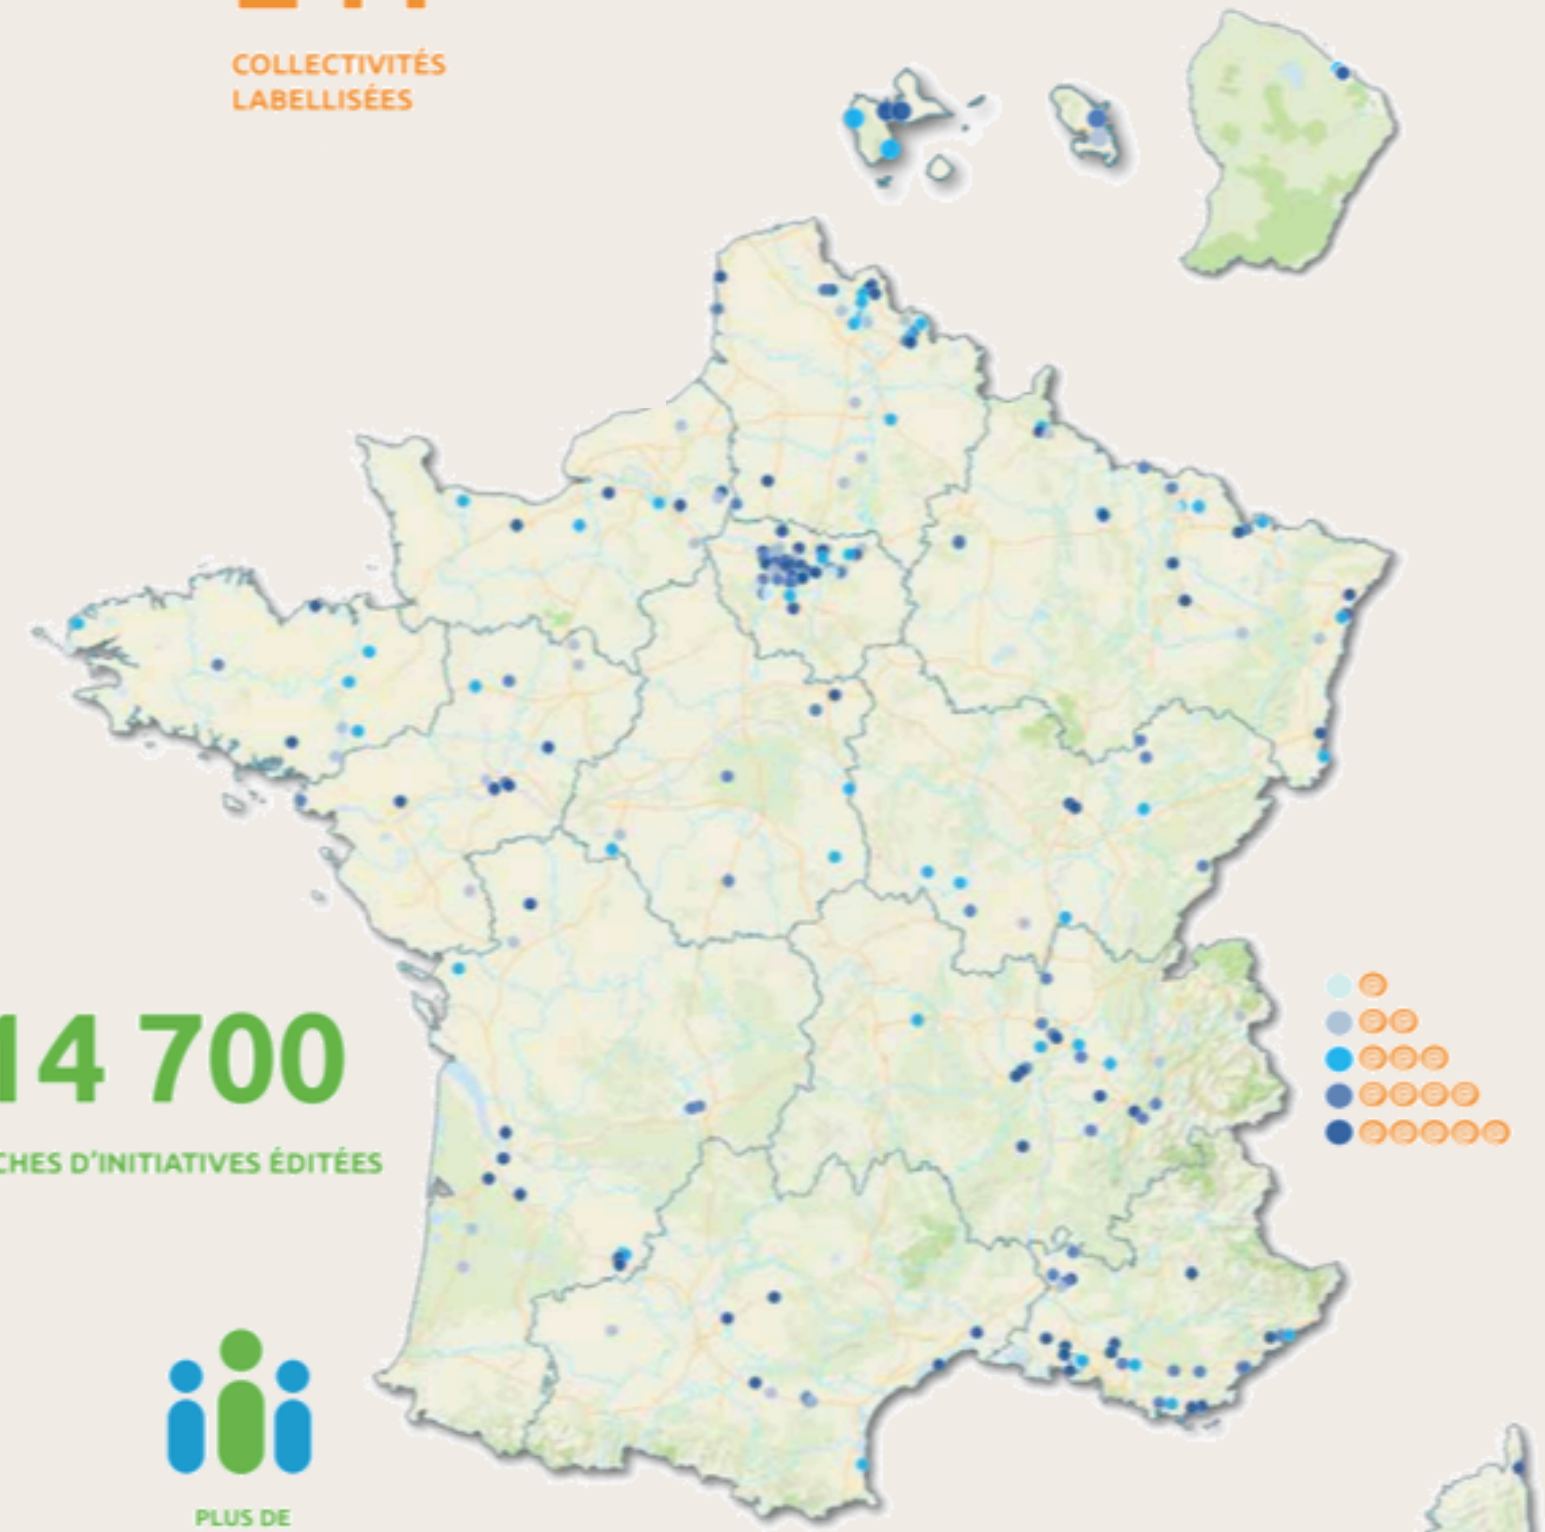 COLLECTIVITÉS
LABELLISÉES
14 700
CHES D'INITIATIVES ÉDITÉES
PLUS DE